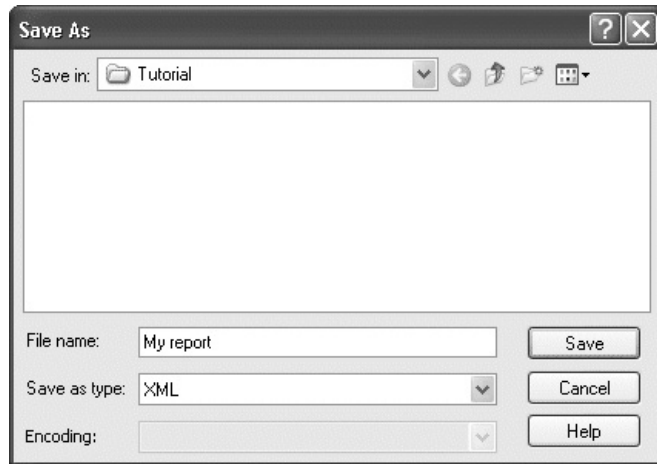 Save As
Save in: Tutorial
File name: My report Save
Save as type: XML Cancel
Encoding: Help